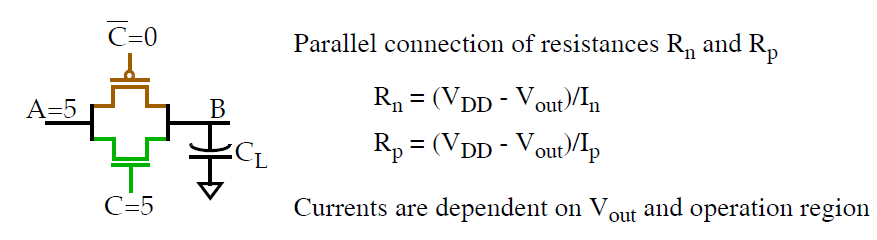 C̅=0
A=5
B
C_L
C=5
Parallel connection of resistances R_n and R_p
R_n = (V_DD - V_out)/I_n
R_p = (V_DD - V_out)/I_p
Currents are dependent on V_out and operation region